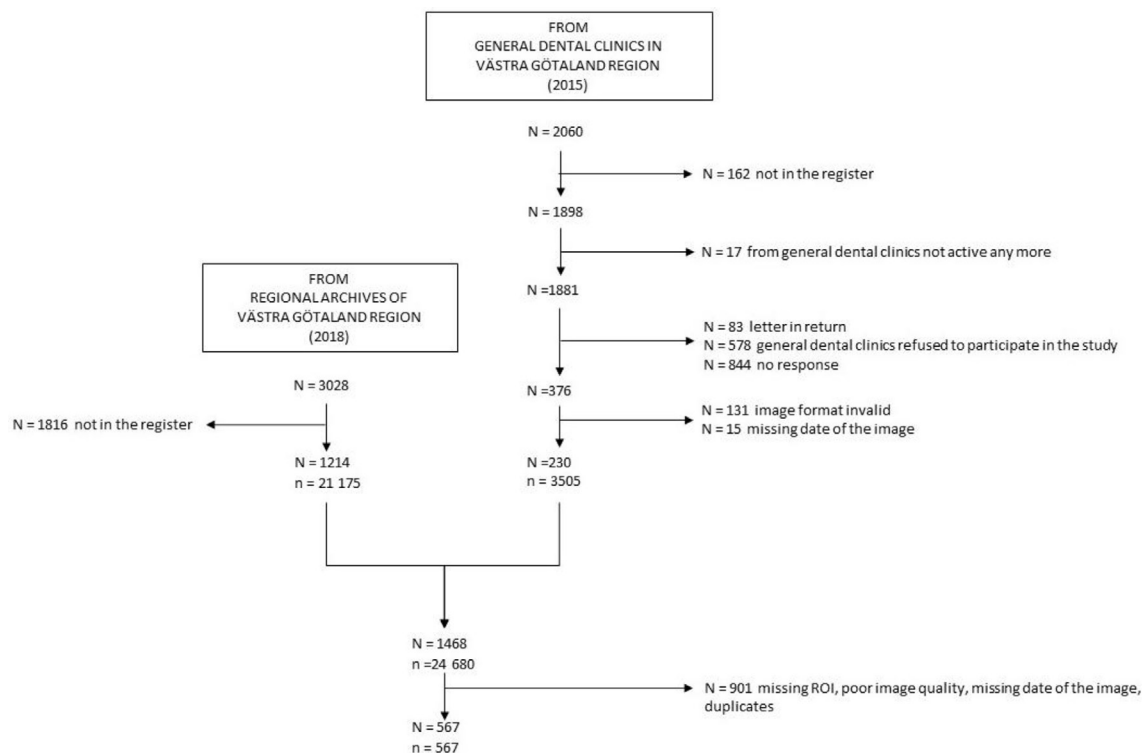 FROM
GENERAL DENTAL CLINICS IN
VÄSTRA GÖTALAND REGION
(2015)
N = 2060
N = 162 not in the register
N = 1898
N = 17 from general dental clinics not active any more
N =1881
FROM
REGIONAL ARCHIVES OF
VÄSTRA GÖTALAND REGION
(2018)
N = 83 letter in return
N = 578 general dental clinics refused to participate in the study
N = 844 no response
N = 3028
N =376
N = 1816 not in the register
N = 131 image format invalid
N = 15 missing date of the image
N = 1214
n = 21 175
N =230
n = 3505
N = 1468
n =24 680
N = 901 missing ROI, poor image quality, missing date of the image,
duplicates
N = 567
n = 567